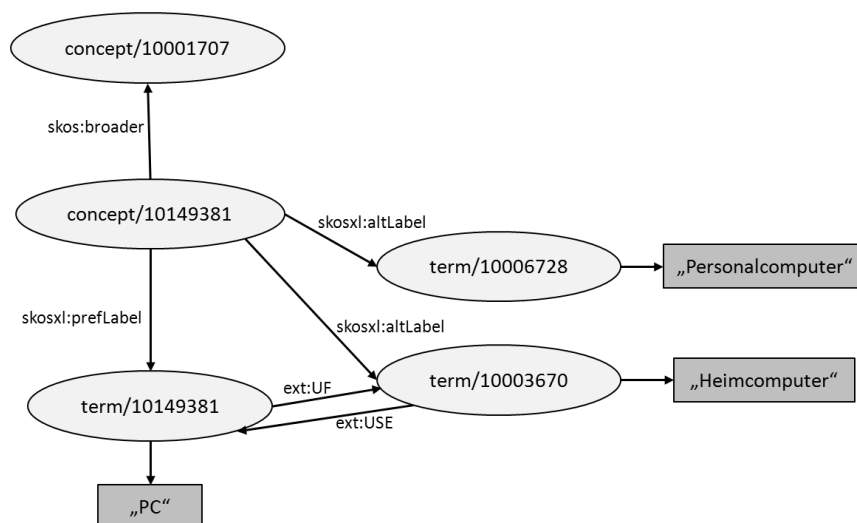 concept/10001707
skos:broader
concept/10149381
skosxl:altLabel
term/10006728
„Personalcomputer“
skosxl:prefLabel
skosxl:altLabel
term/10149381
ext:UF
ext:USE
term/10003670
„Heimcomputer“
„PC“